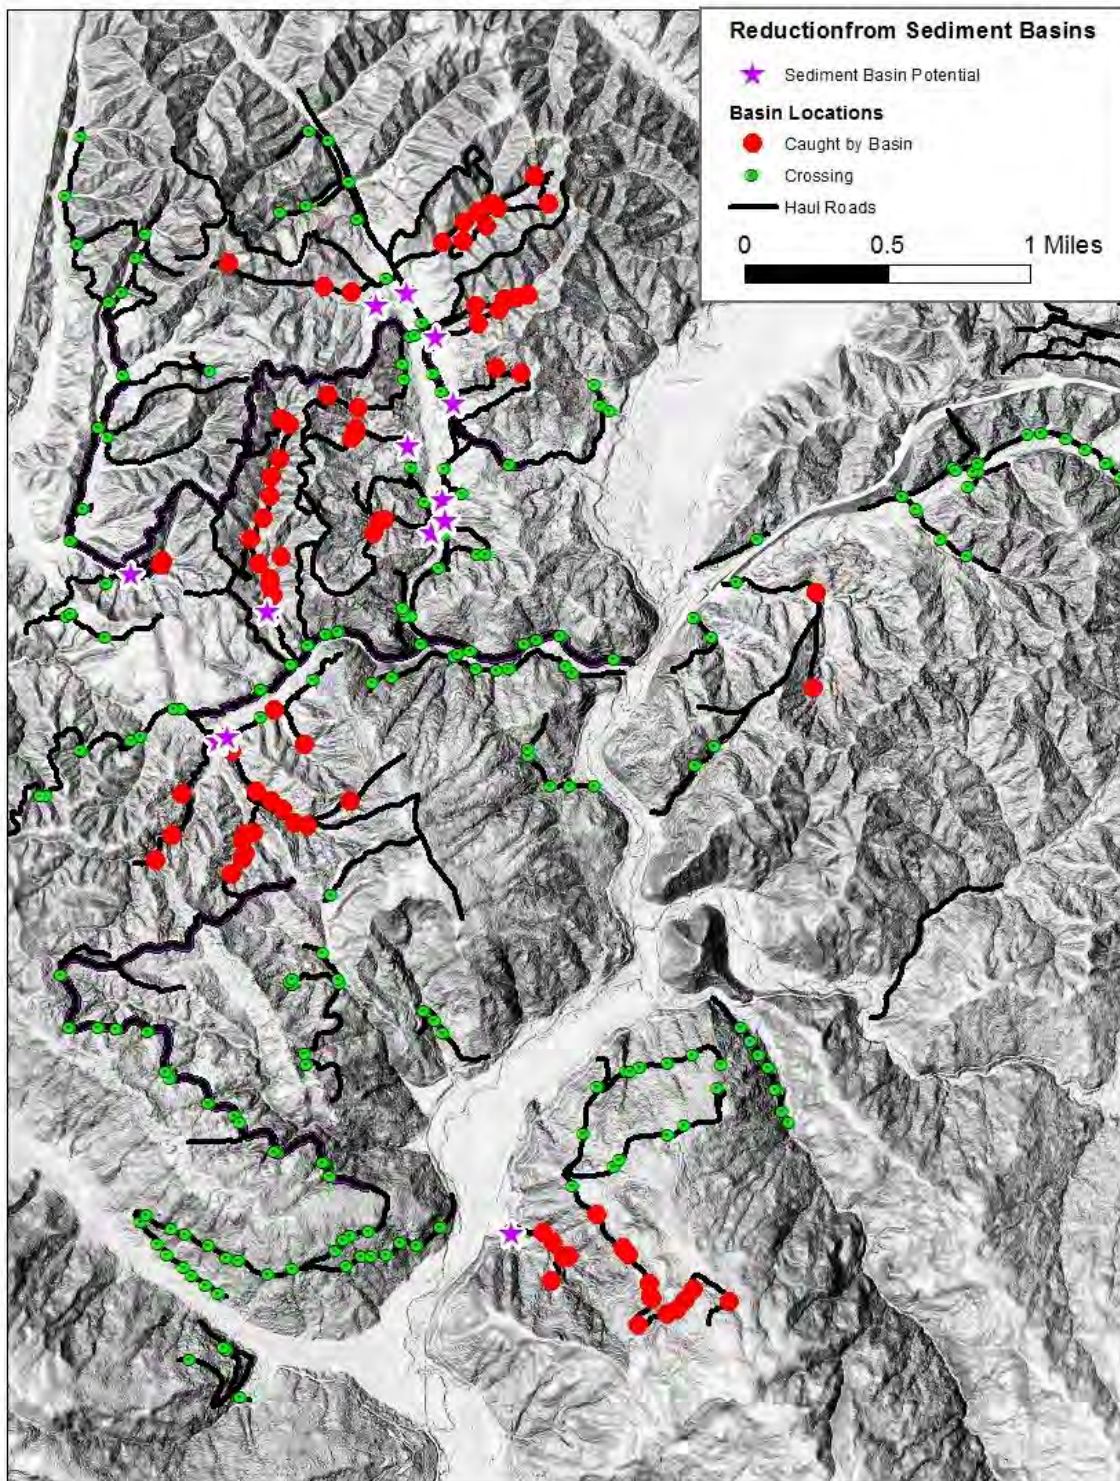 Reductionfrom Sediment Basins
Sediment Basin Potential
Basin Locations
Caught by Basin
Crossing
Haul Roads
0 0.5 1 Miles